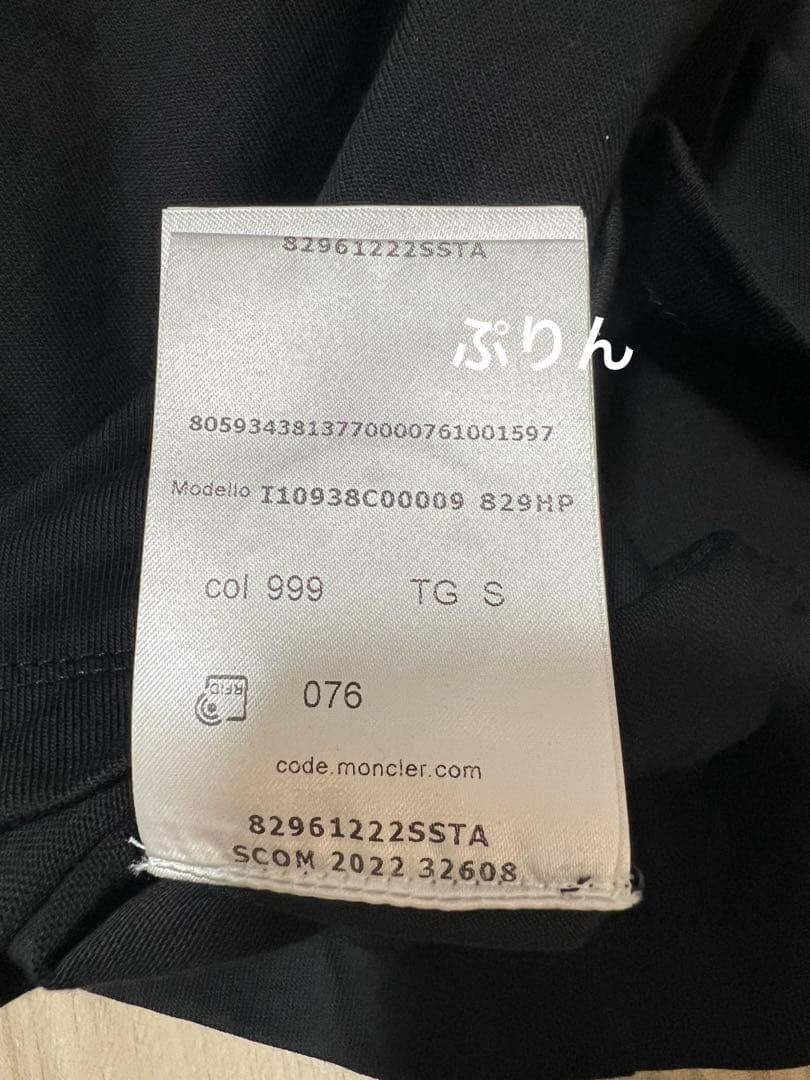 82961222SSTA
ぷりん
8059343813770000761001597
Modello I10938C00009 829HP
col 999 TG S
RFID 076
code.moncler.com
82961222SSTA
SCOM 2022 32608